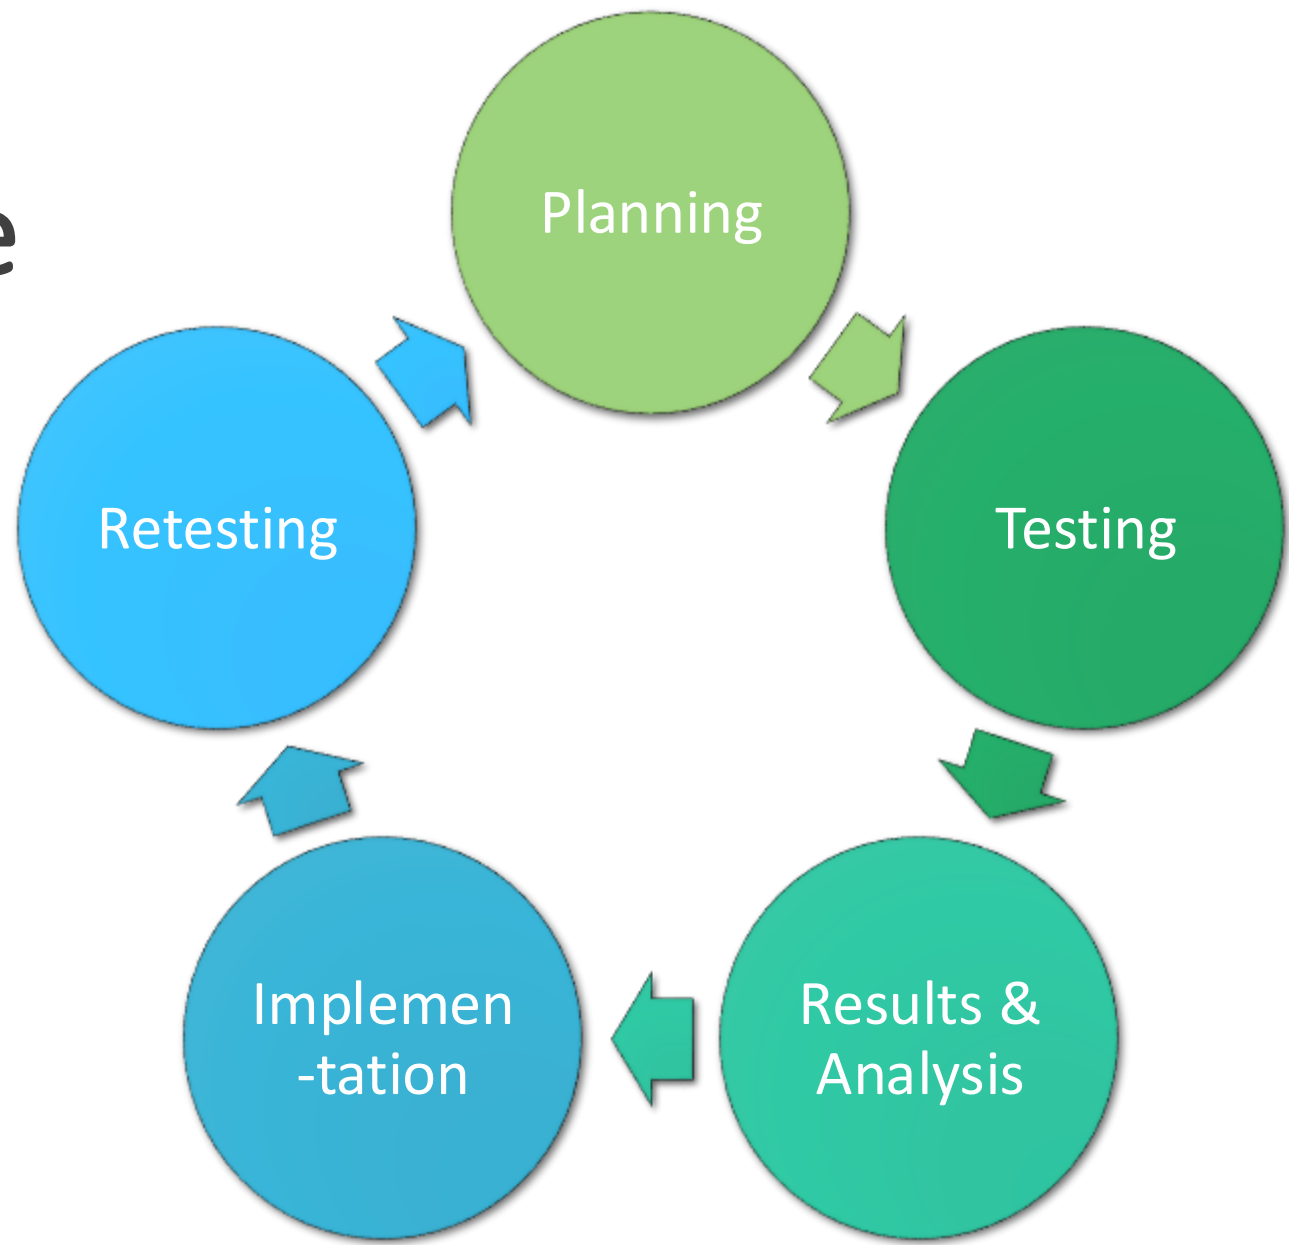 e
Planning
Testing
Results &
Analysis
Implemen
-tation
Retesting